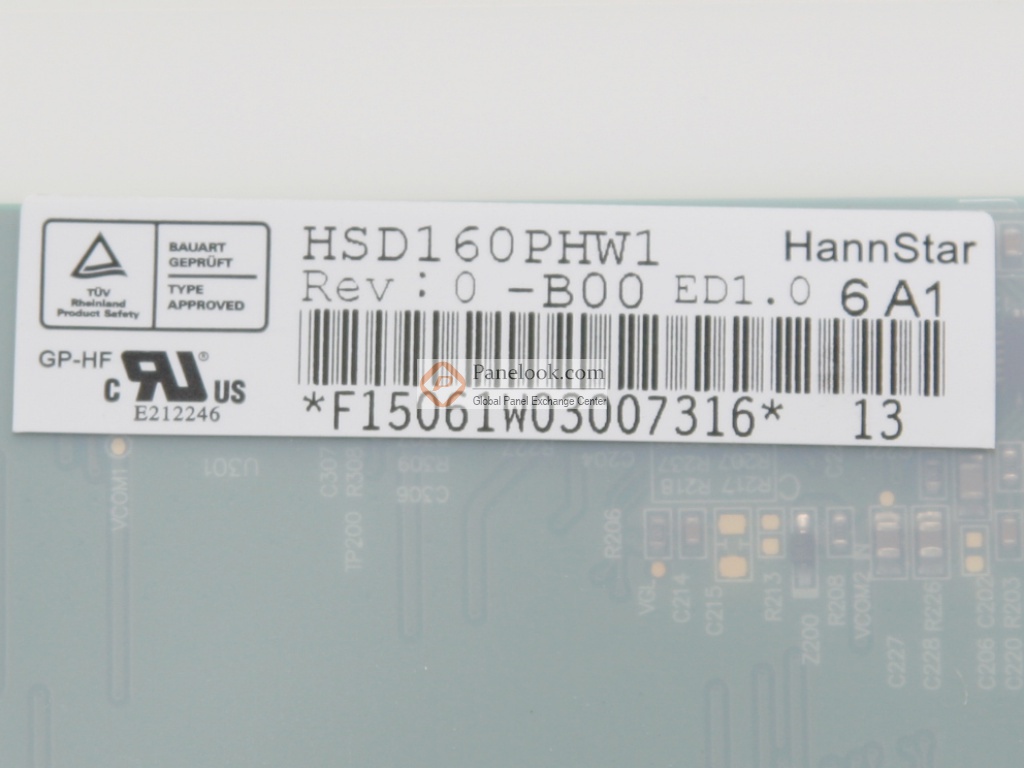 BAUART
GEPRÜFT
TÜV
Rheinland
Product Safety
TYPE
APPROVED
HSD160PHW1
HannStar
Rev: 0 -B00 ED1.0 6 A1
GP-HF
C US
®
E212246
Panelook.com
Global Panel Exchange Center
*F15061W03007316* 13
VCOM1
U301
C307
R308
TP200
R309
C306
C204
R206
R237
R218
R217
VGL
C214
C215
R213
Z200
R208
VCOM2_N
C227
C228
R226
C206
C202
C220
R203